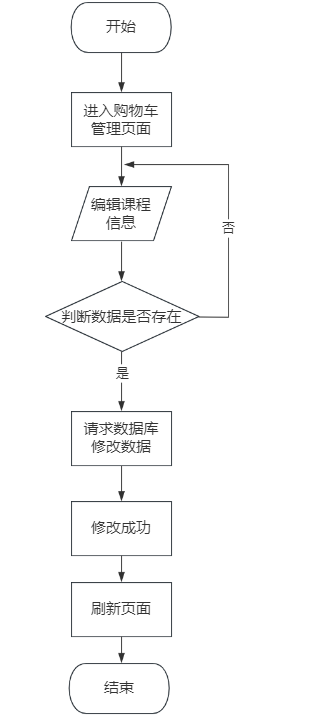 开始
进入购物车
管理页面
编辑课程
信息
否
判断数据是否存在
是
请求数据库
修改数据
修改成功
刷新页面
结束